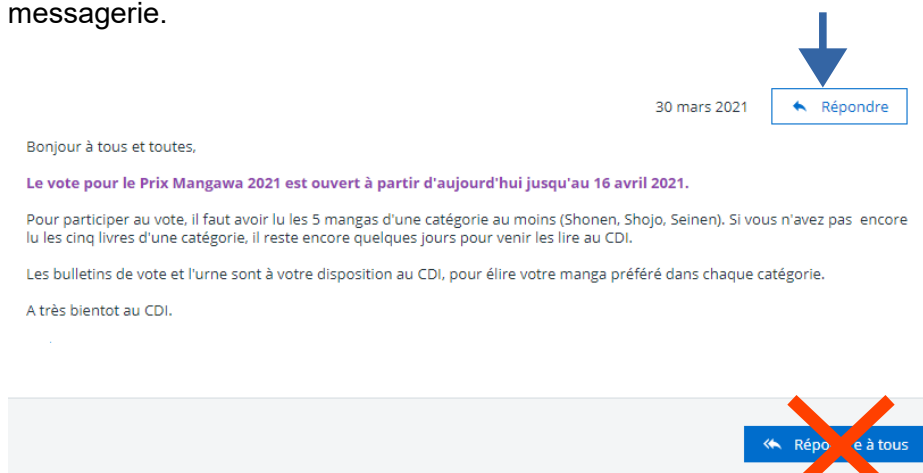 messagerie.
30 mars 2021 Répondre
Bonjour à tous et toutes,
Le vote pour le Prix Mangawa 2021 est ouvert à partir d'aujourd'hui jusqu'au 16 avril 2021.
Pour participer au vote, il faut avoir lu les 5 mangas d'une catégorie au moins (Shonen, Shojo, Seinen). Si vous n'avez pas encore
lu les cinq livres d'une catégorie, il reste encore quelques jours pour venir les lire au CDI.
Les bulletins de vote et l'urne sont à votre disposition au CDI, pour élire votre manga préféré dans chaque catégorie.
A très bientot au CDI.
Répondre à tous